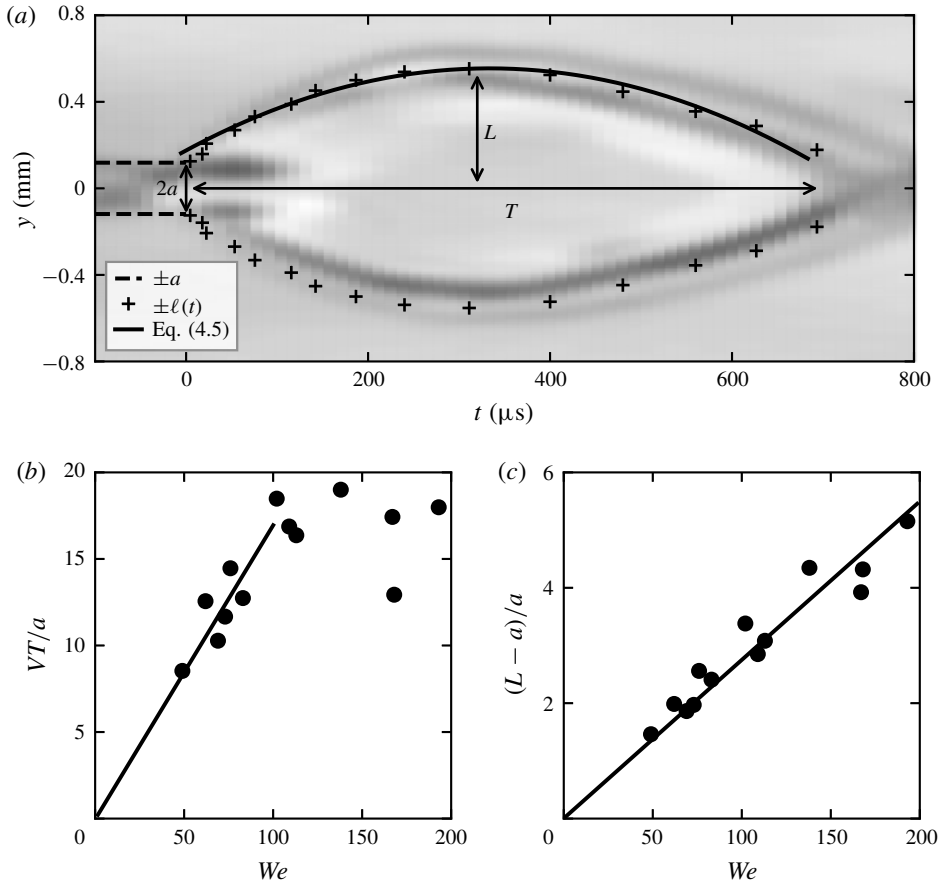 (a)
0.8
0.4
0
−0.4
−0.8
y (mm)
2a
L
T
±a
±ℓ(t)
Eq. (4.5)
0 200 400 600 800
t (μs)
(b)
20
15
10
5
0
VT/a
50 100 150 200
We
(c)
6
4
2
0
(L − a)/a
50 100 150 200
We